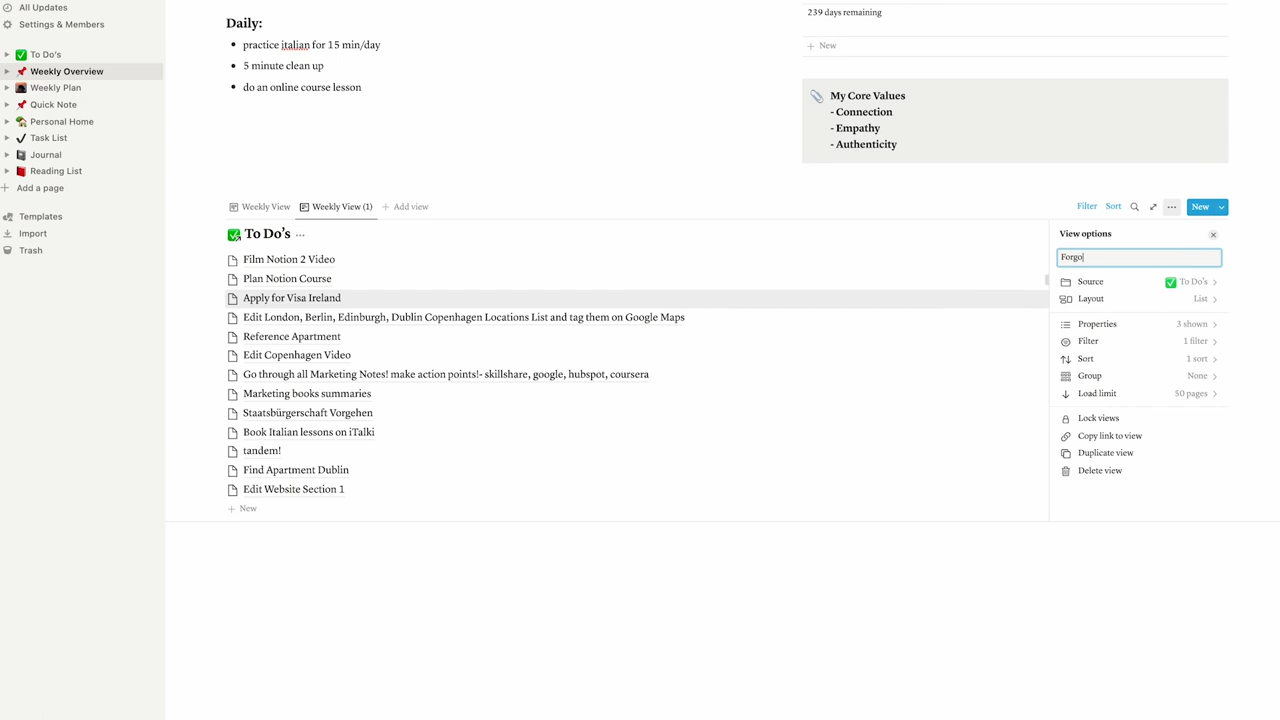 All Updates
Settings & Members
To Do's
Weekly Overview
Weekly Plan
Quick Note
Personal Home
Task List
Journal
Reading List
Add a page
Templates
Import
Trash
Daily:
practice italian for 15 min/day
5 minute clean up
do an online course lesson
239 days remaining
New
My Core Values
- Connection
- Empathy
- Authenticity
Weekly View Weekly View (1) Add view
Filter Sort New
To Do's
Film Notion 2 Video
Plan Notion Course
Apply for Visa Ireland
Edit London, Berlin, Edinburgh, Dublin Copenhagen Locations List and tag them on Google Maps
Reference Apartment
Edit Copenhagen Video
Go through all Marketing Notes! make action points!- skillshare, google, hubspot, coursera
Marketing books summaries
Staatsbürgerschaft Vorgehen
Book Italian lessons on iTalki
tandem!
Find Apartment Dublin
Edit Website Section 1
New
View options
Forgo
Source To Do's
Layout List
Properties 3 shown
Filter 1 filter
Sort 1 sort
Group None
Load limit 50 pages
Lock views
Copy link to view
Duplicate view
Delete view